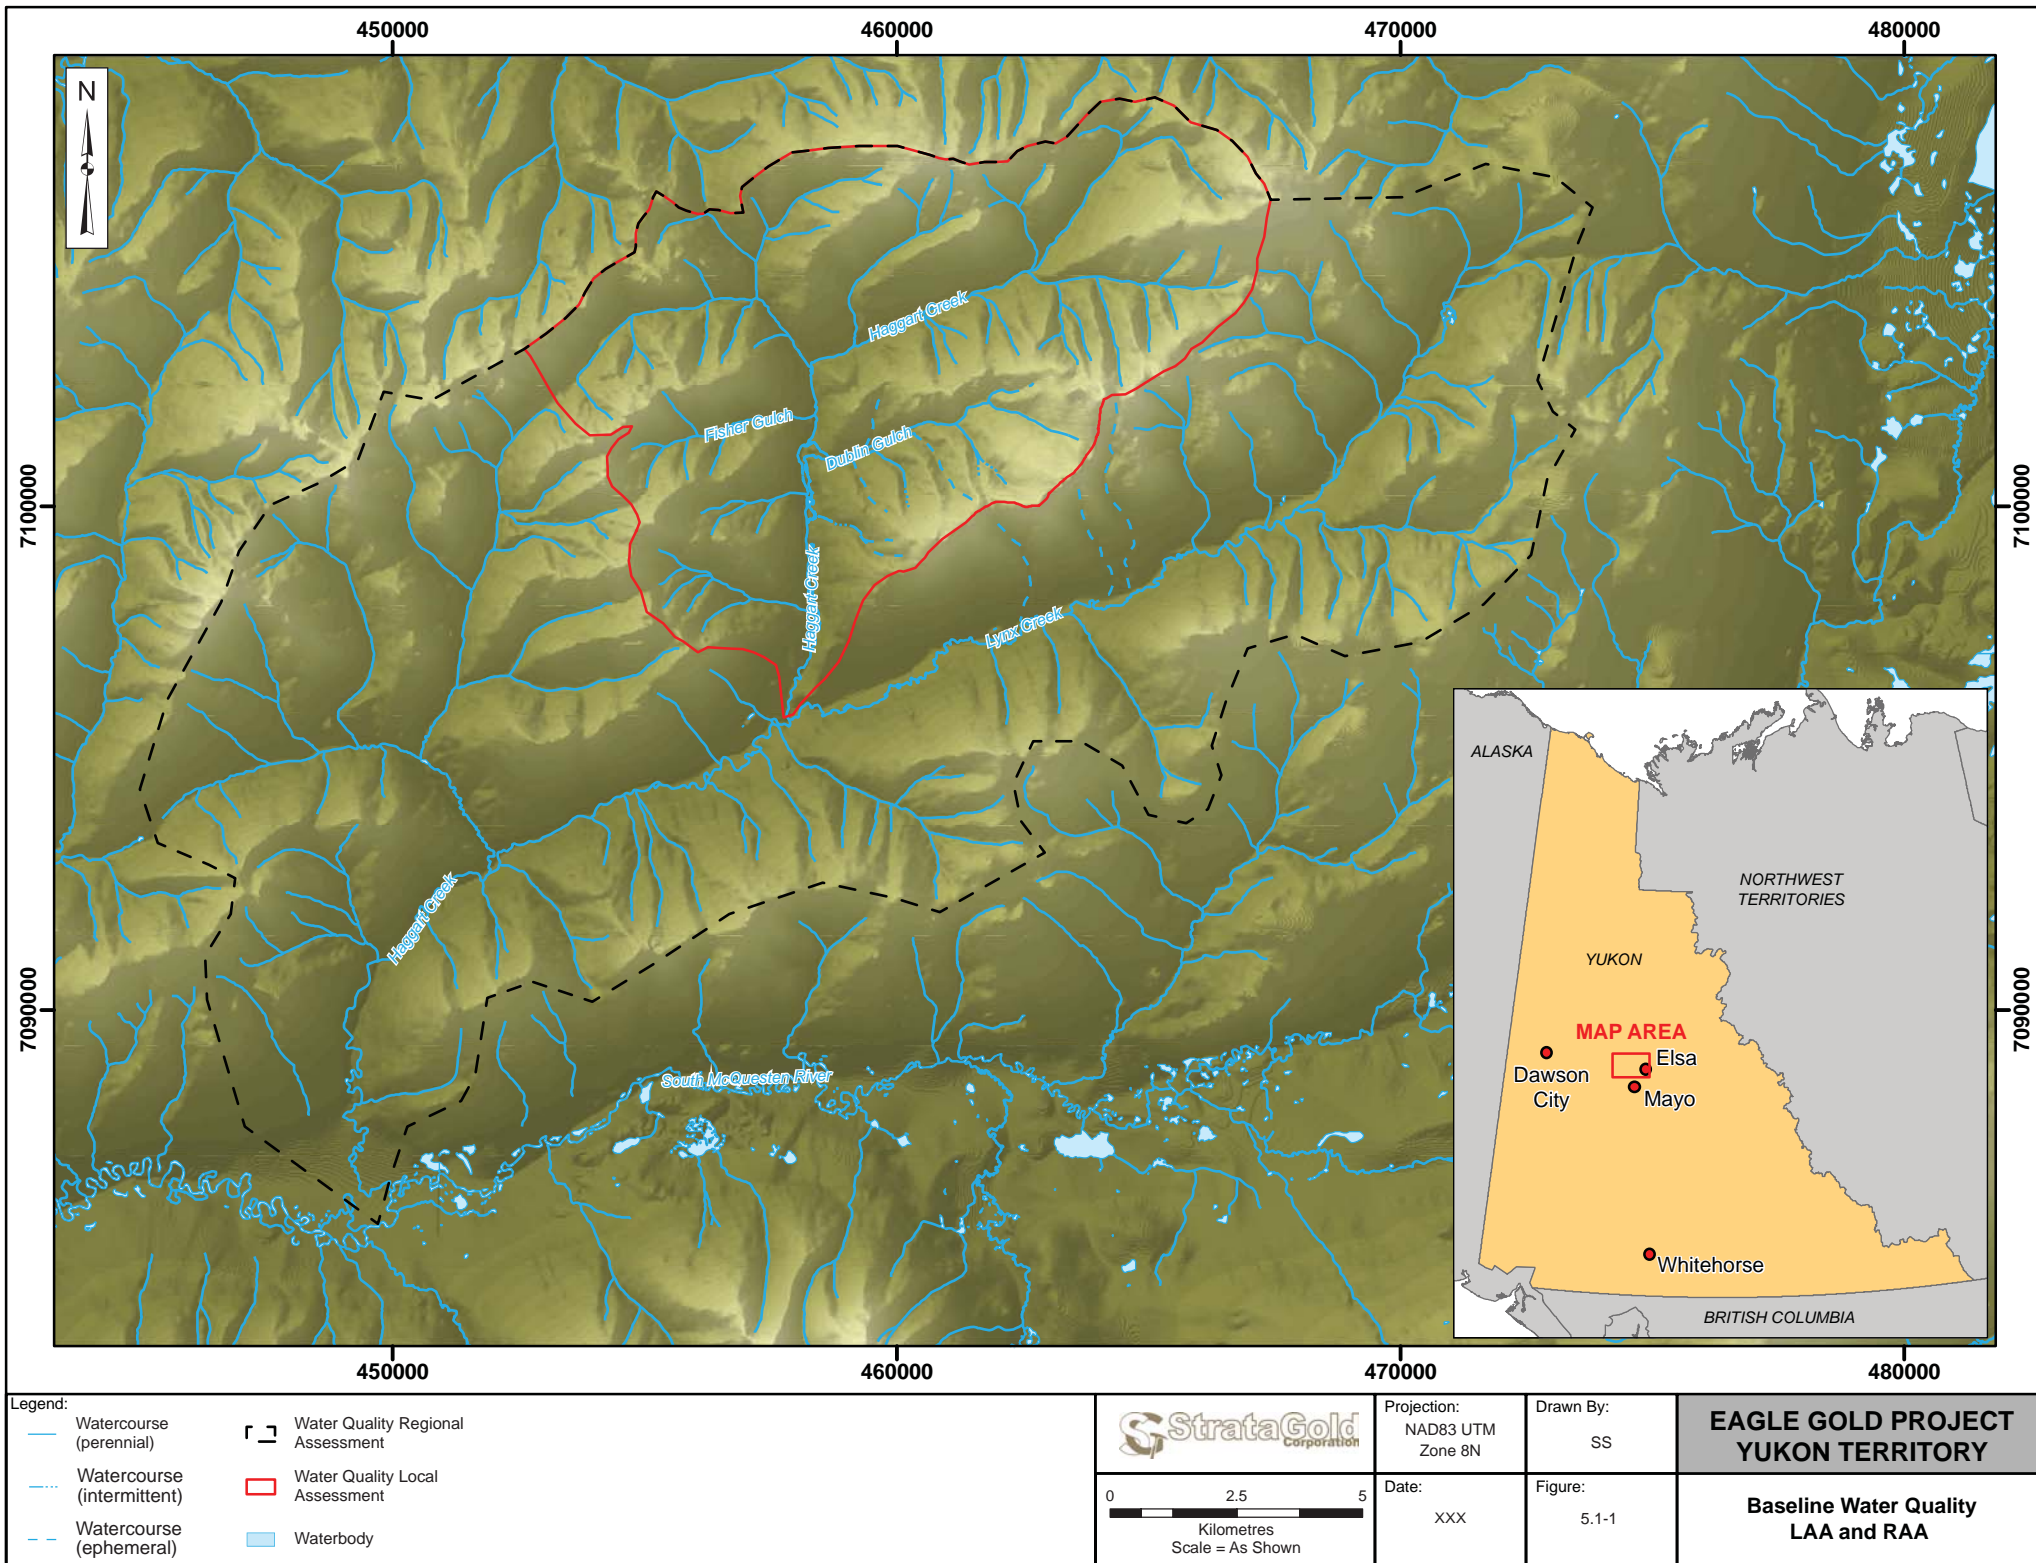 450000
460000
470000
480000
N
Haggart Creek
Fisher Gulch
Dublin Gulch
7100000
7100000
Haggart Creek
Lynx Creek
ALASKA
NORTHWEST
TERRITORIES
Haggart Creek
YUKON
7090000
7090000
MAP AREA
Elsa
Dawson
City
Mayo
South McQuesten River
Whitehorse
BRITISH COLUMBIA
450000
460000
470000
480000
Legend:
Watercourse
(perennial)
Watercourse
(intermittent)
Watercourse
(ephemeral)
Water Quality Regional
Assessment
Water Quality Local
Assessment
Waterbody
StrataGold
Corporation
0 2.5 5
Kilometres
Scale = As Shown
Projection:
NAD83 UTM
Zone 8N
Drawn By:
SS
Date:
XXX
Figure:
5.1-1
EAGLE GOLD PROJECT
YUKON TERRITORY
Baseline Water Quality
LAA and RAA